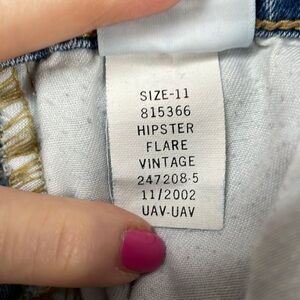 SIZE-11
815366
HIPSTER
FLARE
VINTAGE
247208-5
11/2002
UAV-UAV